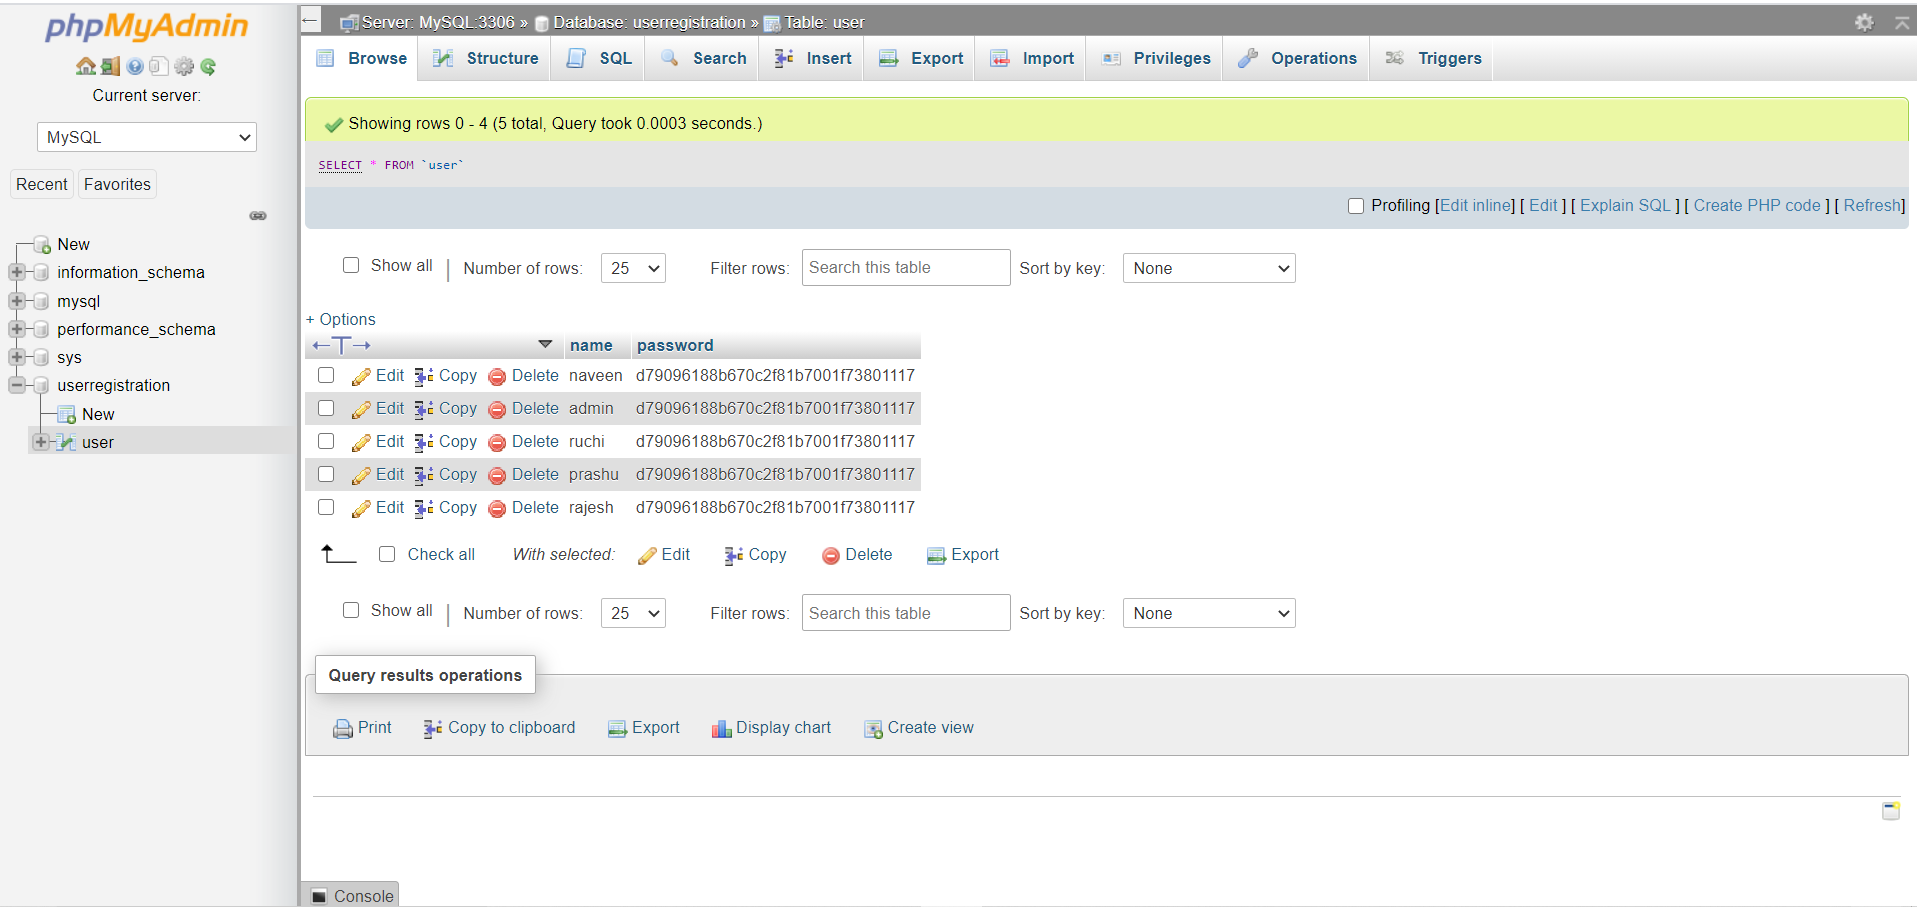 phpMyAdmin
Current server:
MySQL
Recent Favorites
New
information_schema
mysql
performance_schema
sys
userregistration
New
user
Server: MySQL:3306 » Database: userregistration » Table: user
Browse Structure SQL Search Insert Export Import Privileges Operations Triggers
Showing rows 0 - 4 (5 total, Query took 0.0003 seconds.)
SELECT * FROM `user`
Profiling [Edit inline] [ Edit ] [ Explain SQL ] [ Create PHP code ] [ Refresh]
Show all | Number of rows: 25 Filter rows: Search this table Sort by key: None
+ Options
←T→ name password
Edit Copy Delete naveen d79096188b670c2f81b7001f73801117
Edit Copy Delete admin d79096188b670c2f81b7001f73801117
Edit Copy Delete ruchi d79096188b670c2f81b7001f73801117
Edit Copy Delete prashu d79096188b670c2f81b7001f73801117
Edit Copy Delete rajesh d79096188b670c2f81b7001f73801117
Check all With selected: Edit Copy Delete Export
Show all | Number of rows: 25 Filter rows: Search this table Sort by key: None
Query results operations
Print Copy to clipboard Export Display chart Create view
Console